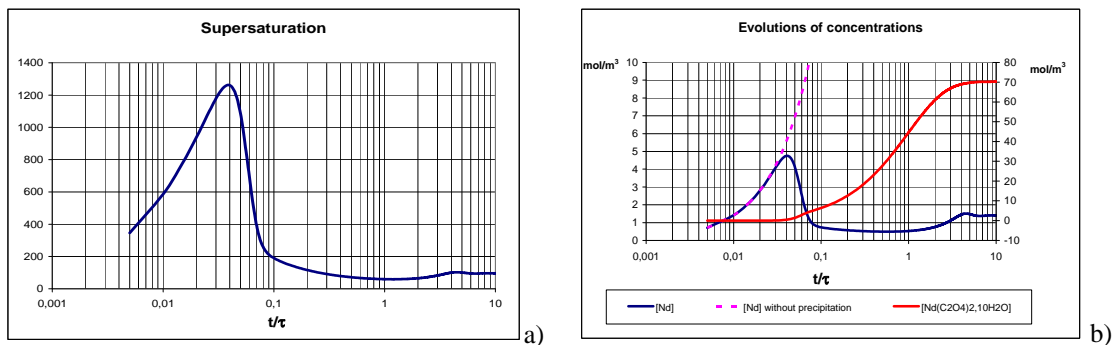 Supersaturation
1400
1200
1000
800
600
400
200
0
0,001 0,01 0,1 1 10
t/τ
a)
Evolutions of concentrations
mol/m³
mol/m³
10 80
9 70
8 60
7 50
6 40
5 30
4 20
3 10
2 0
1 -10
0
0,001 0,01 0,1 1 10
t/τ
[Nd] [Nd] without precipitation [Nd(C2O4)2,10H2O]
b)